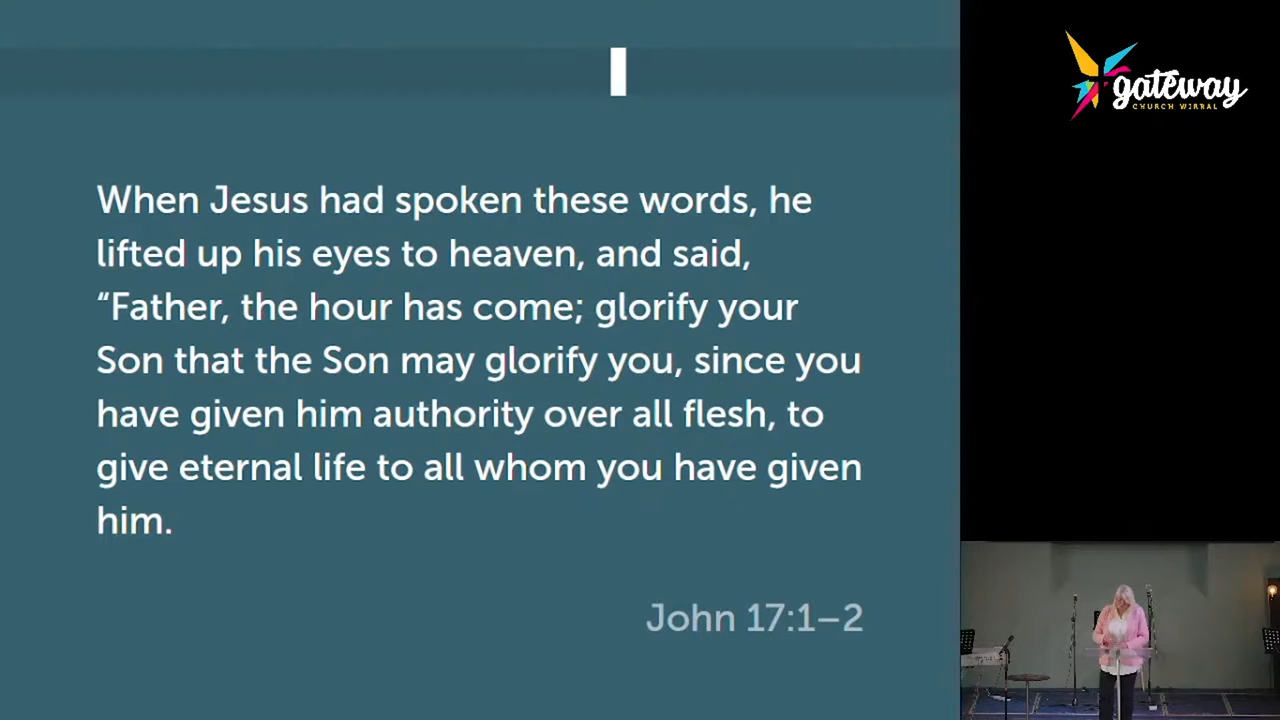 When Jesus had spoken these words, he
lifted up his eyes to heaven, and said,
“Father, the hour has come; glorify your
Son that the Son may glorify you, since you
have given him authority over all flesh, to
give eternal life to all whom you have given
him.
John 17:1–2
gateway
CHURCH WIRRAL